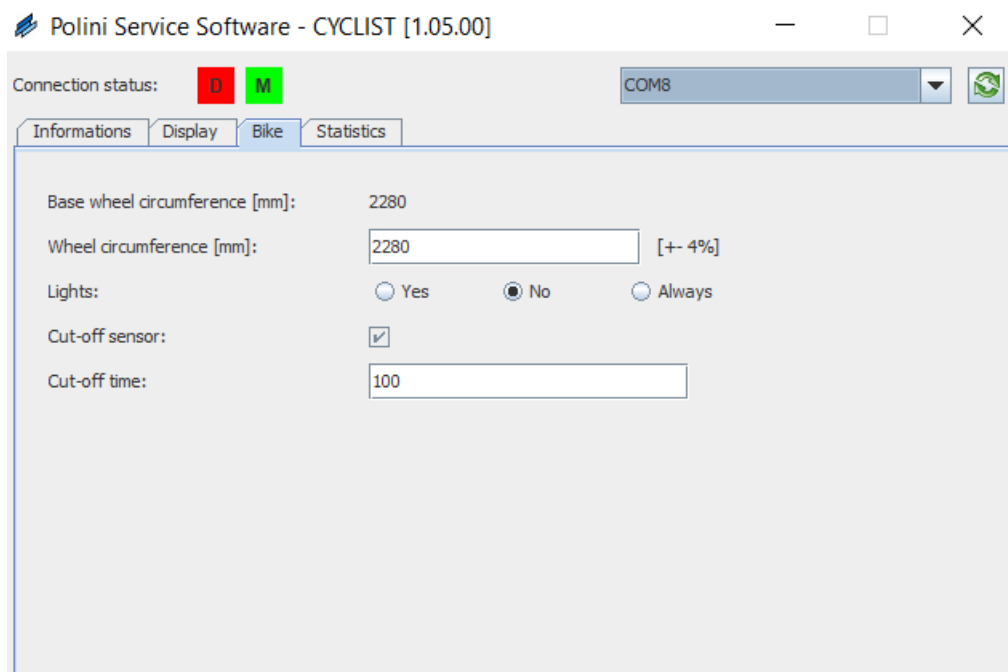 Polini Service Software - CYCLIST [1.05.00]
Connection status: D M COM8
Informations Display Bike Statistics
Base wheel circumference [mm]: 2280
Wheel circumference [mm]: 2280 [+- 4%]
Lights: Yes No Always
Cut-off sensor:
Cut-off time: 100